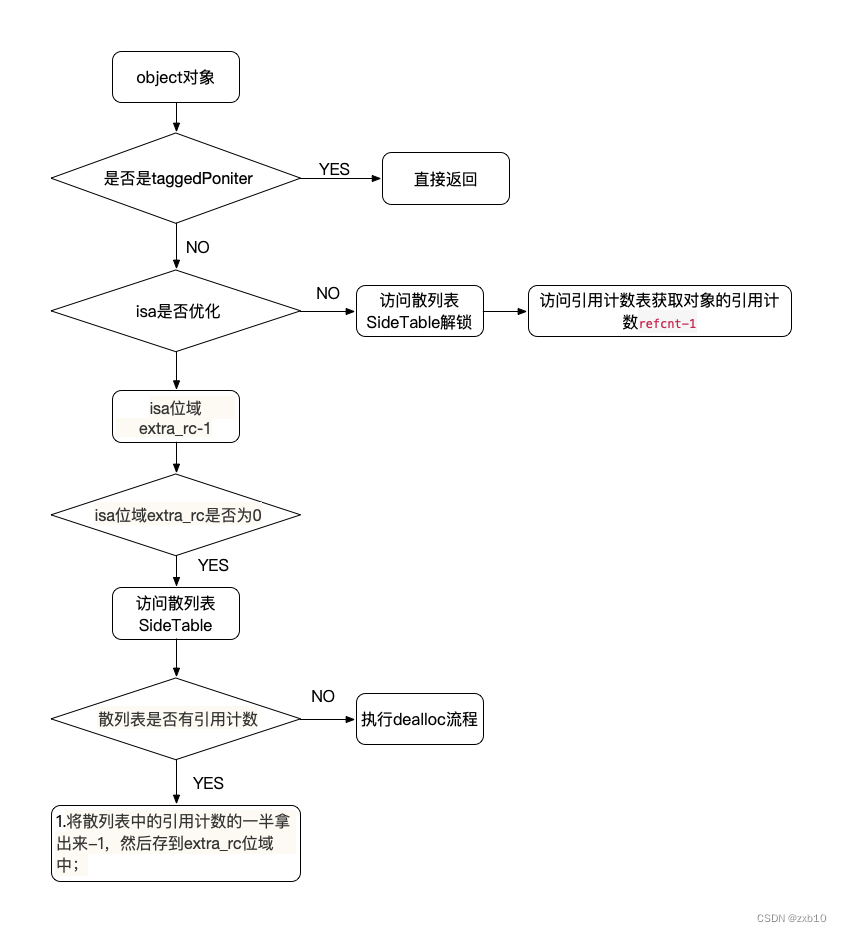 object对象
是否是taggedPoniter
YES
直接返回
NO
isa是否优化
NO
访问散列表
SideTable解锁
访问引用计数表获取对象的引用计
数refcnt-1
isa位域
extra_rc-1
isa位域extra_rc是否为0
YES
访问散列表
SideTable
散列表是否有引用计数
NO
执行dealloc流程
YES
1.将散列表中的引用计数的一半拿
出来-1，然后存到extra_rc位域
中；
CSDN @zxb10